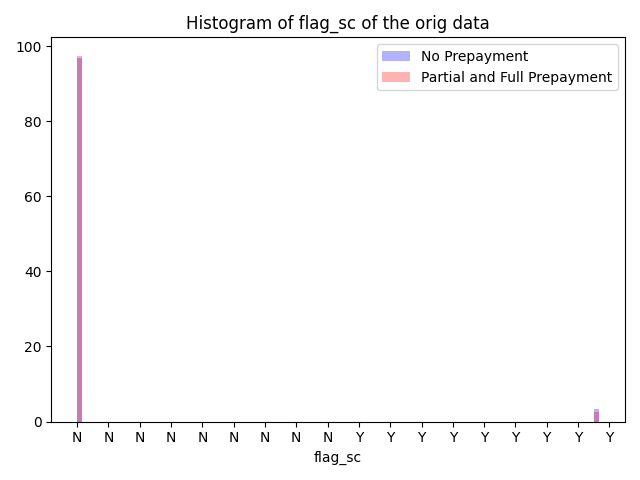 Histogram of flag_sc of the orig data
No Prepayment
Partial and Full Prepayment
100
80
60
40
20
0
N N N N N N N N N Y Y Y Y Y Y Y Y Y
flag_sc